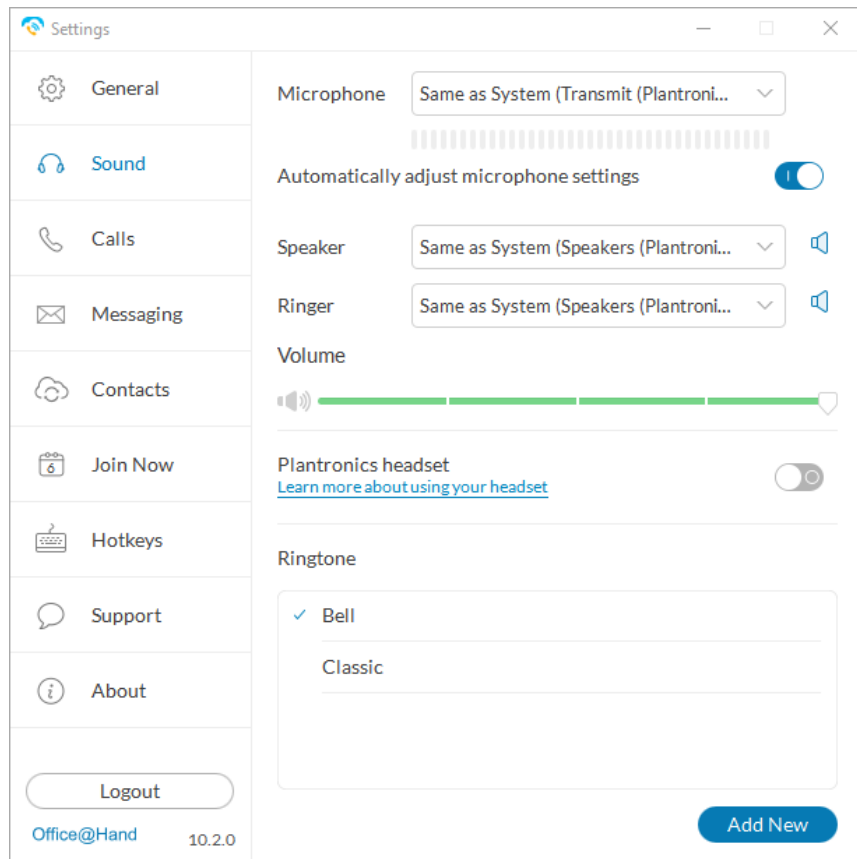 Settings
General
Sound
Calls
Messaging
Contacts
6
Join Now
Hotkeys
Support
About
Logout
Office@Hand
10.2.0
Microphone
Same as System (Transmit (Plantroni...
Automatically adjust microphone settings
Speaker
Same as System (Speakers (Plantroni...
Ringer
Same as System (Speakers (Plantroni...
Volume
Plantronics headset
Learn more about using your headset
Ringtone
Bell
Classic
Add New